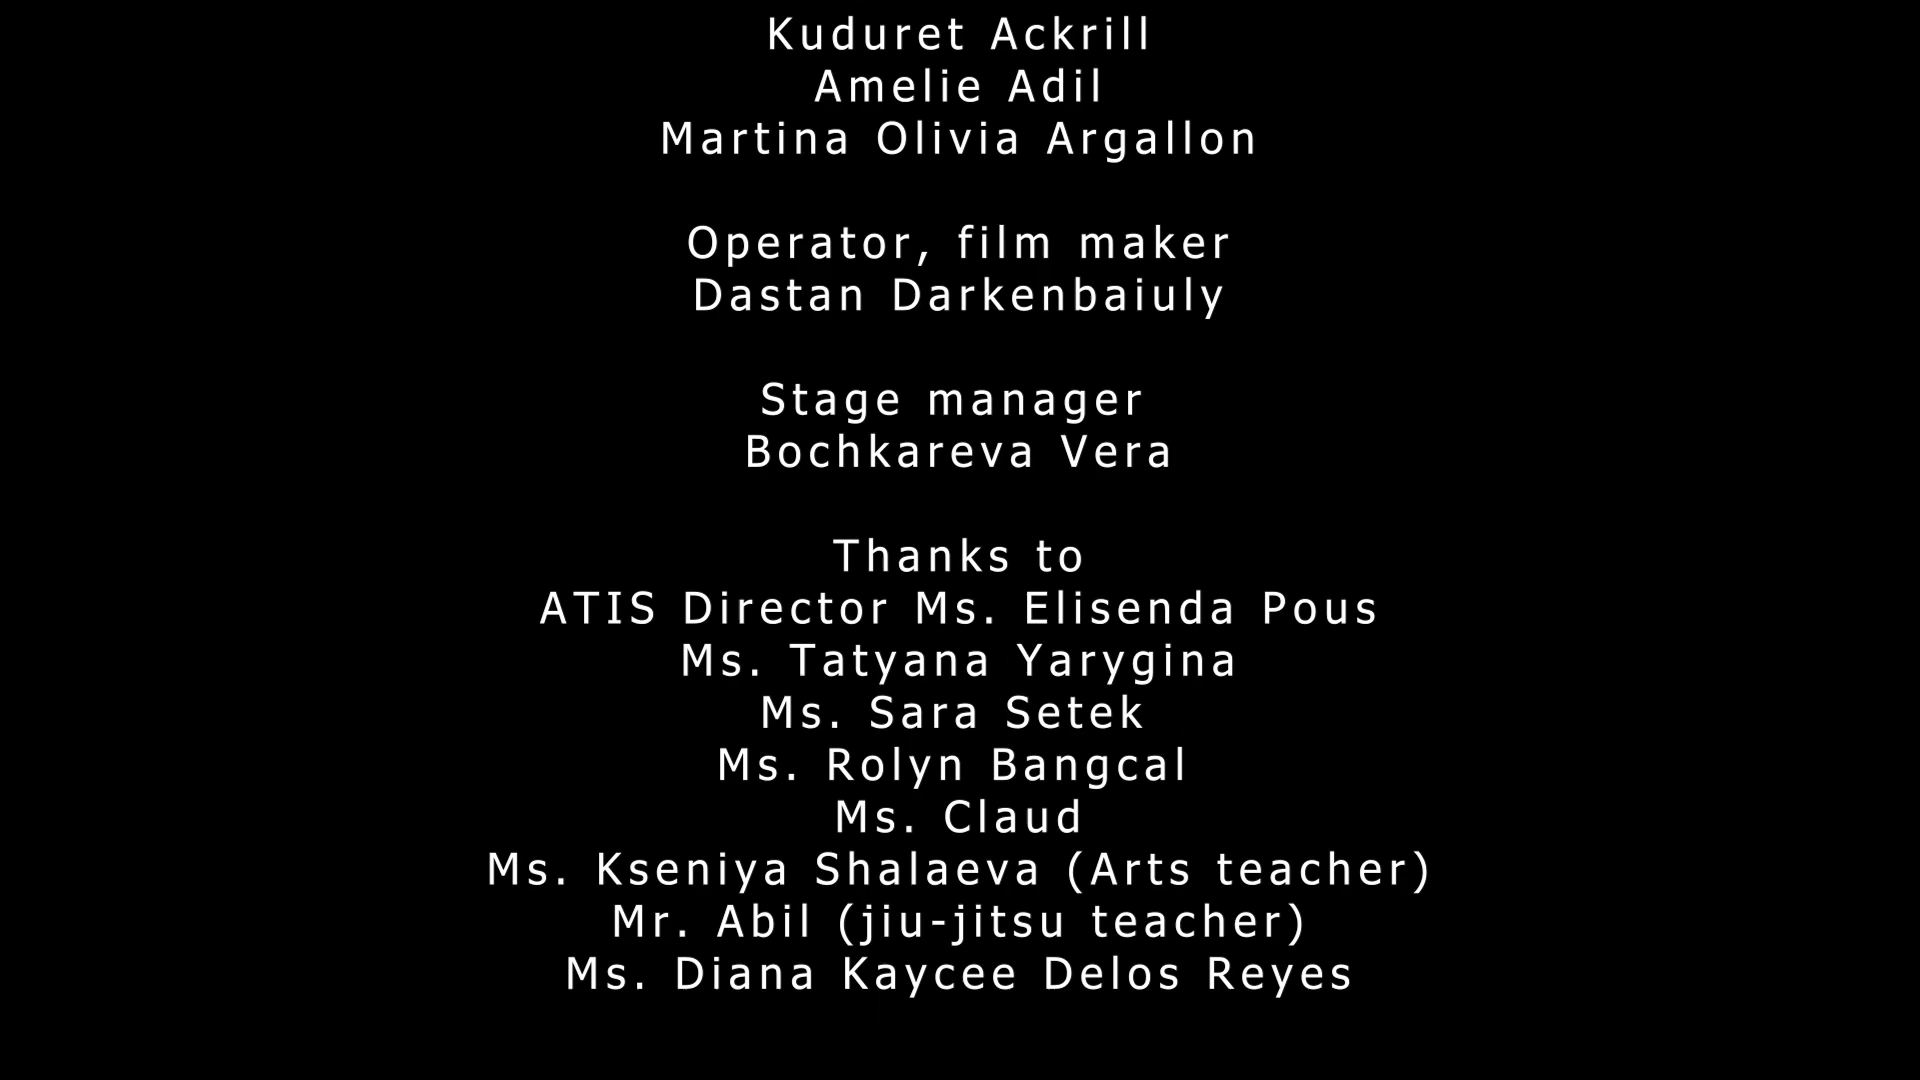 Kuduret Ackrill
Amelie Adil
Martina Olivia Argallon
Operator, film maker
Dastan Darkenbaiuly
Stage manager
Bochkareva Vera
Thanks to
ATIS Director Ms. Elisenda Pous
Ms. Tatyana Yarygina
Ms. Sara Setek
Ms. Rolyn Bangcal
Ms. Claud
Ms. Kseniya Shalaeva (Arts teacher)
Mr. Abil (jiu-jitsu teacher)
Ms. Diana Kaycee Delos Reyes